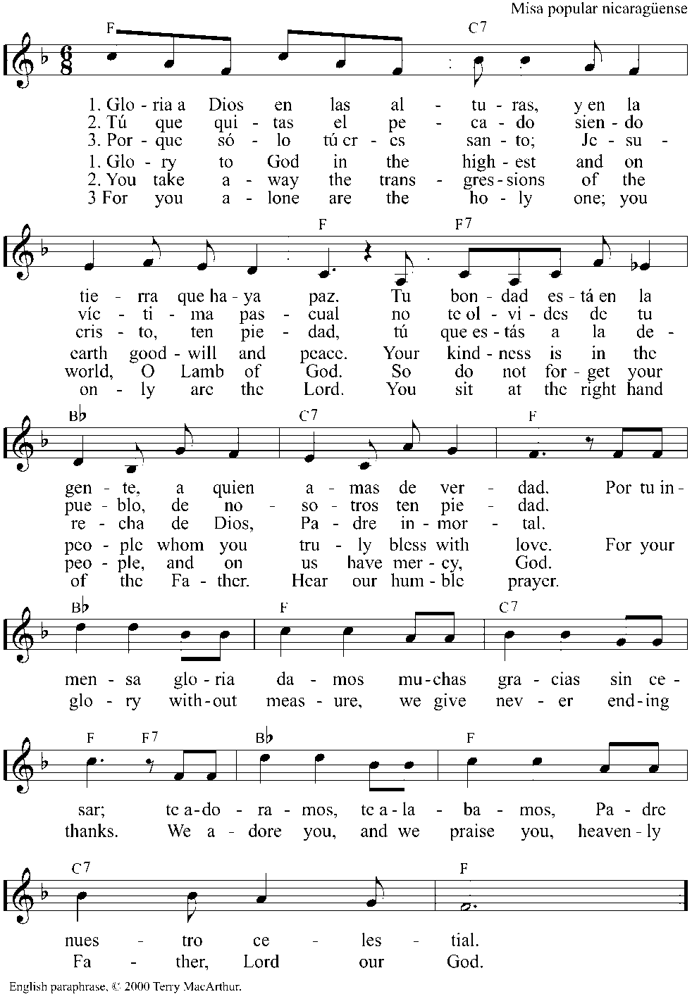 Misa popular nicaragüense
F C7
6
8
1. Glo - ria a Dios en las al - tu - ras, y en la
2. Tú que qui - tas el pe - ca - do sien - do
3. Por - que só - lo tú er - es san - to; Je - su -
1. Glo - ry to God in the high - est and on
2. You take a - way the trans - gres - sions of the
3 For you a - lone are the ho - ly one; you
F F7
tie - rra que ha - ya paz. Tu bon - dad es - tá en la
víc - ti - ma pas - cual no te ol - vi - des de tu
cris - to, ten pie - dad, tú que es - tás a la de -
earth good - will and peace. Your kind - ness is in the
world, O Lamb of God. So do not for - get your
on - ly are the Lord. You sit at the right hand
B♭ C7 F
gen - te, a quien a - mas de ver - dad. Por tu in -
pue - blo, de no - so - tros ten pie - dad.
re - cha de Dios, Pa - dre in - mor - tal.
peo - ple whom you tru - ly bless with love. For your
peo - ple, and on us have mer - cy, God.
of the Fa - ther. Hear our hum - ble prayer.
B♭ F C7
men - sa glo - ria da - mos mu - chas gra - cias sin ce -
glo - ry with - out meas - ure, we give nev - er end - ing
F F7 B♭ F
sar; te a - do - ra - mos, te a - la - ba - mos, Pa - dre
thanks. We a - dore you, and we praise you, heaven - ly
C7 F
nues - tro ce - les - tial.
Fa - ther, Lord our God.
English paraphrase, © 2000 Terry MacArthur.